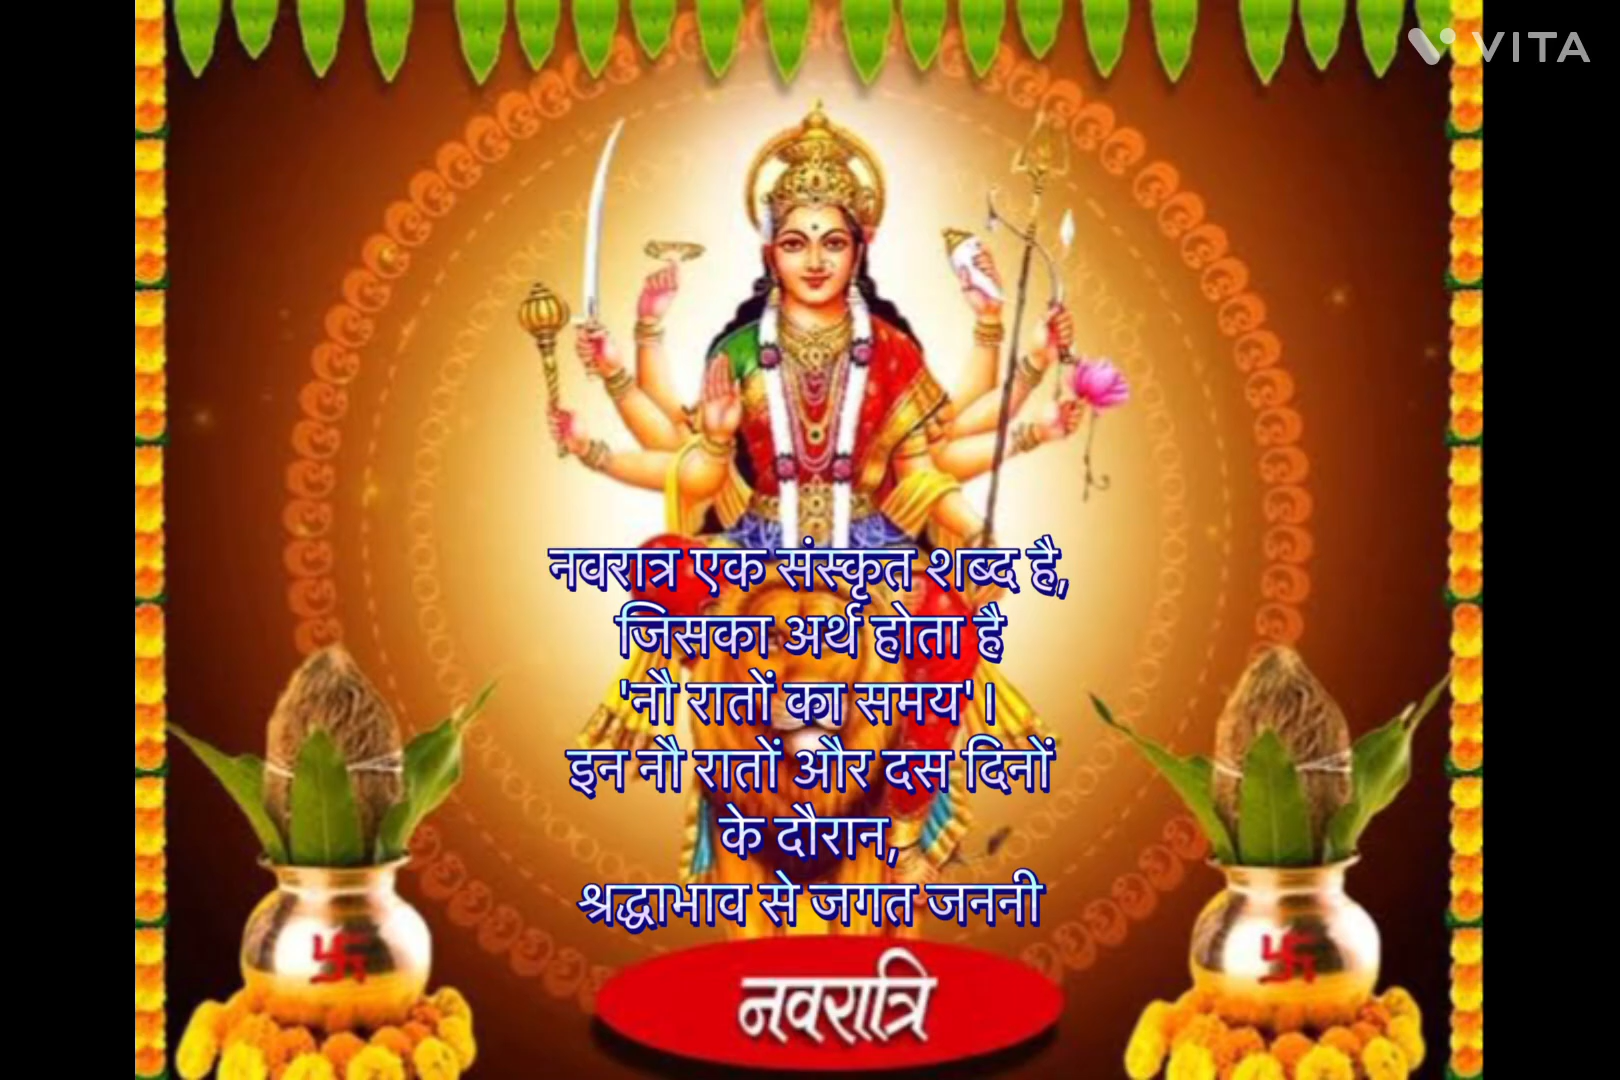 VITA
नवरात्र एक संस्कृत शब्द है,
जिसका अर्थ होता है
'नौ रातों का समय'।
इन नौ रातों और दस दिनों
के दौरान,
श्रद्धाभाव से जगत जननी
नवरात्रि